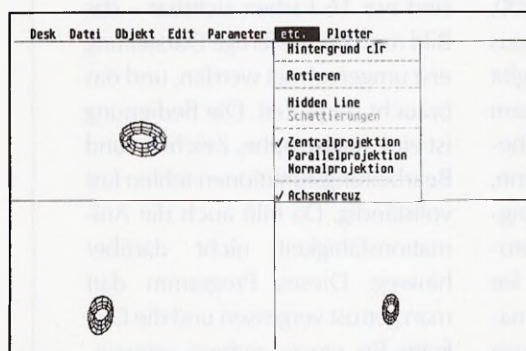 Desk Datei Objekt Edit Parameter etc. Plotter
Hintergrund clr
Rotieren
Hidden Line
Schattierungen
✓ Zentralprojektion
Parallelprojektion
Normalprojektion
✓ Achsenkreuz